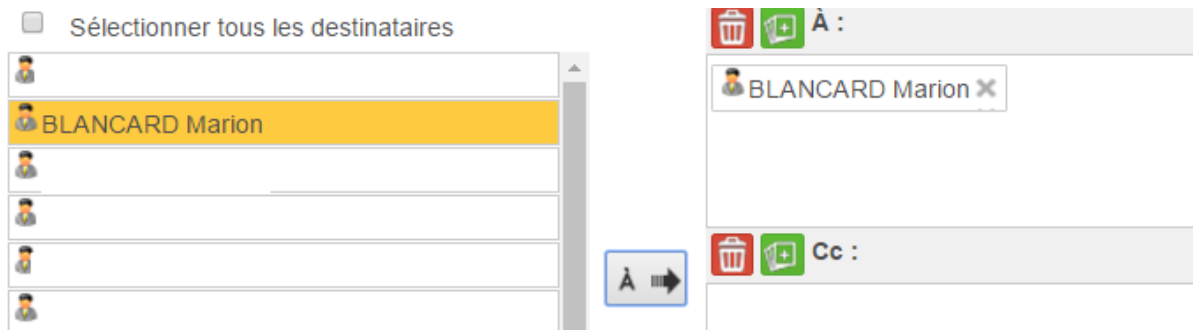 Sélectionner tous les destinataires
BLANCARD Marion
À
À :
BLANCARD Marion
Cc :